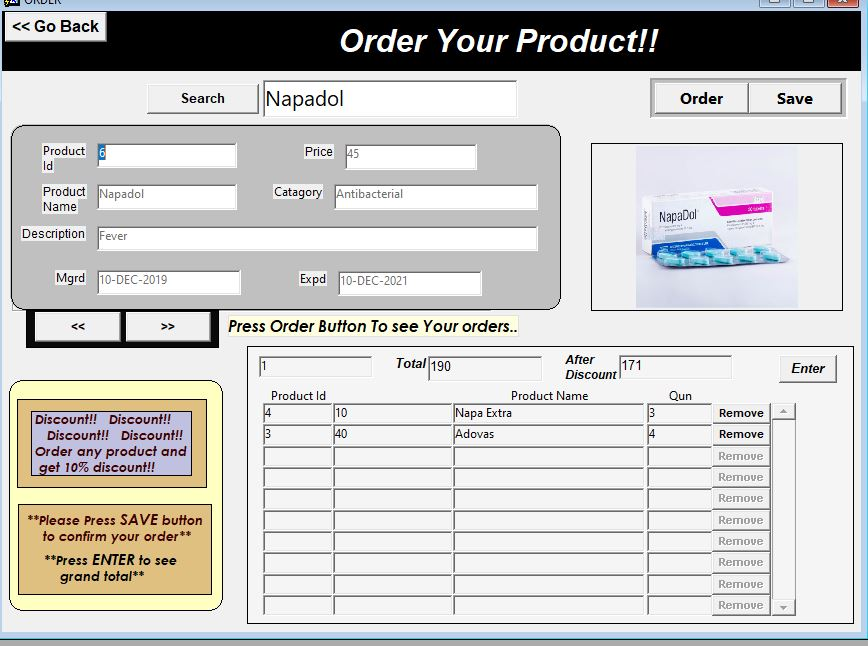 ORDER
<< Go Back
Order Your Product!!
Search Napadol Order Save
Product Id 6 Price 45
Product Name Napadol Catagory Antibacterial
Description Fever
Mgrd 10-DEC-2019 Expd 10-DEC-2021
NapaDol
<< >> Press Order Button To see Your orders..
1 Total 190 After Discount 171 Enter
Product Id Product Name Qun
4 10 Napa Extra 3 Remove
3 40 Adovas 4 Remove
Remove
Remove
Remove
Remove
Remove
Remove
Remove
Remove
Discount!! Discount!!
Discount!! Discount!!
Order any product and
get 10% discount!!
**Please Press SAVE button
to confirm your order**
**Press ENTER to see
grand total**